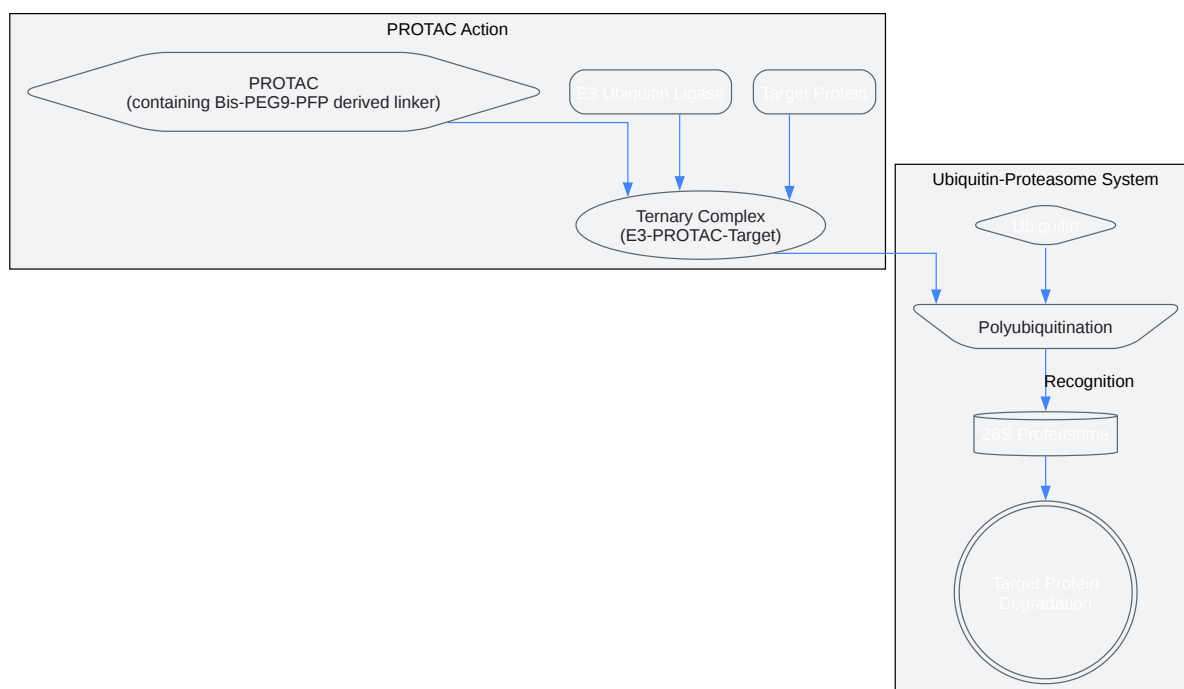 PROTAC Action
PROTAC
(containing Bis-PEG9-PFP derived linker)
E3 Ubiquitin Ligase
Target Protein
Ternary Complex
(E3-PROTAC-Target)
Ubiquitin-Proteasome System
Ubiquitin
Polyubiquitination
Recognition
26S Proteasome
Target Protein
Degradation